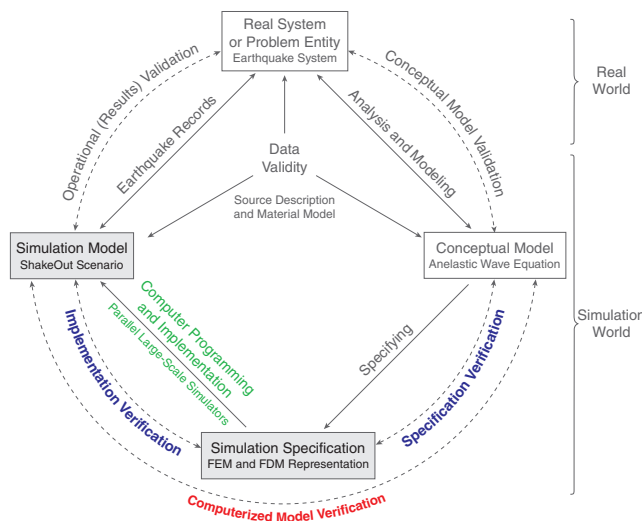 Real System
or Problem Entity
Earthquake System
Operational (Results) Validation
Conceptual Model Validation
Real
World
Earthquake Records
Analysis and Modeling
Data
Validity
Source Description
and Material Model
Simulation Model
ShakeOut Scenario
Conceptual Model
Anelastic Wave Equation
Simulation
World
Computer Programming
and Implementation
Parallel Large-Scale Simulators
Specifying
Implementation Verification
Specification Verification
Simulation Specification
FEM and FDM Representation
Computerized Model Verification